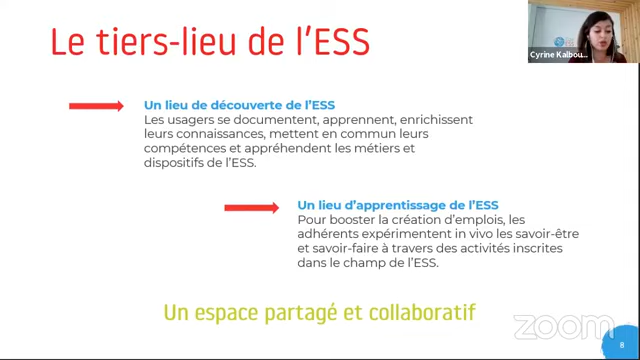 Le tiers-lieu de l'ESS
Cyrine Kalbou...
Un lieu de découverte de l'ESS
Les usagers se documentent, apprennent, enrichissent
leurs connaissances, mettent en commun leurs
compétences et appréhendent les métiers et
dispositifs de l'ESS.
Un lieu d'apprentissage de l'ESS
Pour booster la création d'emplois, les
adhérents expérimentent in vivo les savoir-être
et savoir-faire à travers des activités inscrites
dans le champ de l'ESS.
Un espace partagé et collaboratif
zoom
8